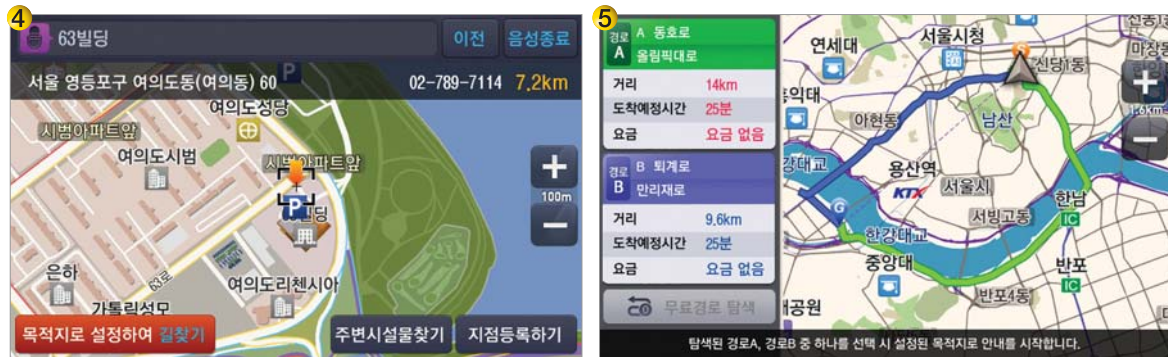 4
63빌딩
이전
음성종료
서울 영등포구 여의도동(여의동) 60
02-789-7114
7.2km
P
여의도성당
시범아파트앞
여의도시범
시범아파트앞
P
100m
은하
63로
여의도리첸시아
가톨릭성모
목적지로 설정하여 길찾기
주변시설물찾기
지점등록하기
5
경로 A
A 동호로
올림픽대로
거리 14km
도착예정시간 25분
요금 요금 없음
경로 B
B 퇴계로
만리재로
거리 9.6km
도착예정시간 25분
요금 요금 없음
무료경로 탐색
연세대
서울시청
신당1동
아현동
남산
용산역
KTX
서울시
서빙고동
한남
IC
한강대교
중앙대
반포
IC
반포4동
탐색된 경로A, 경로B 중 하나를 선택 시 설정된 목적지로 안내를 시작합니다.